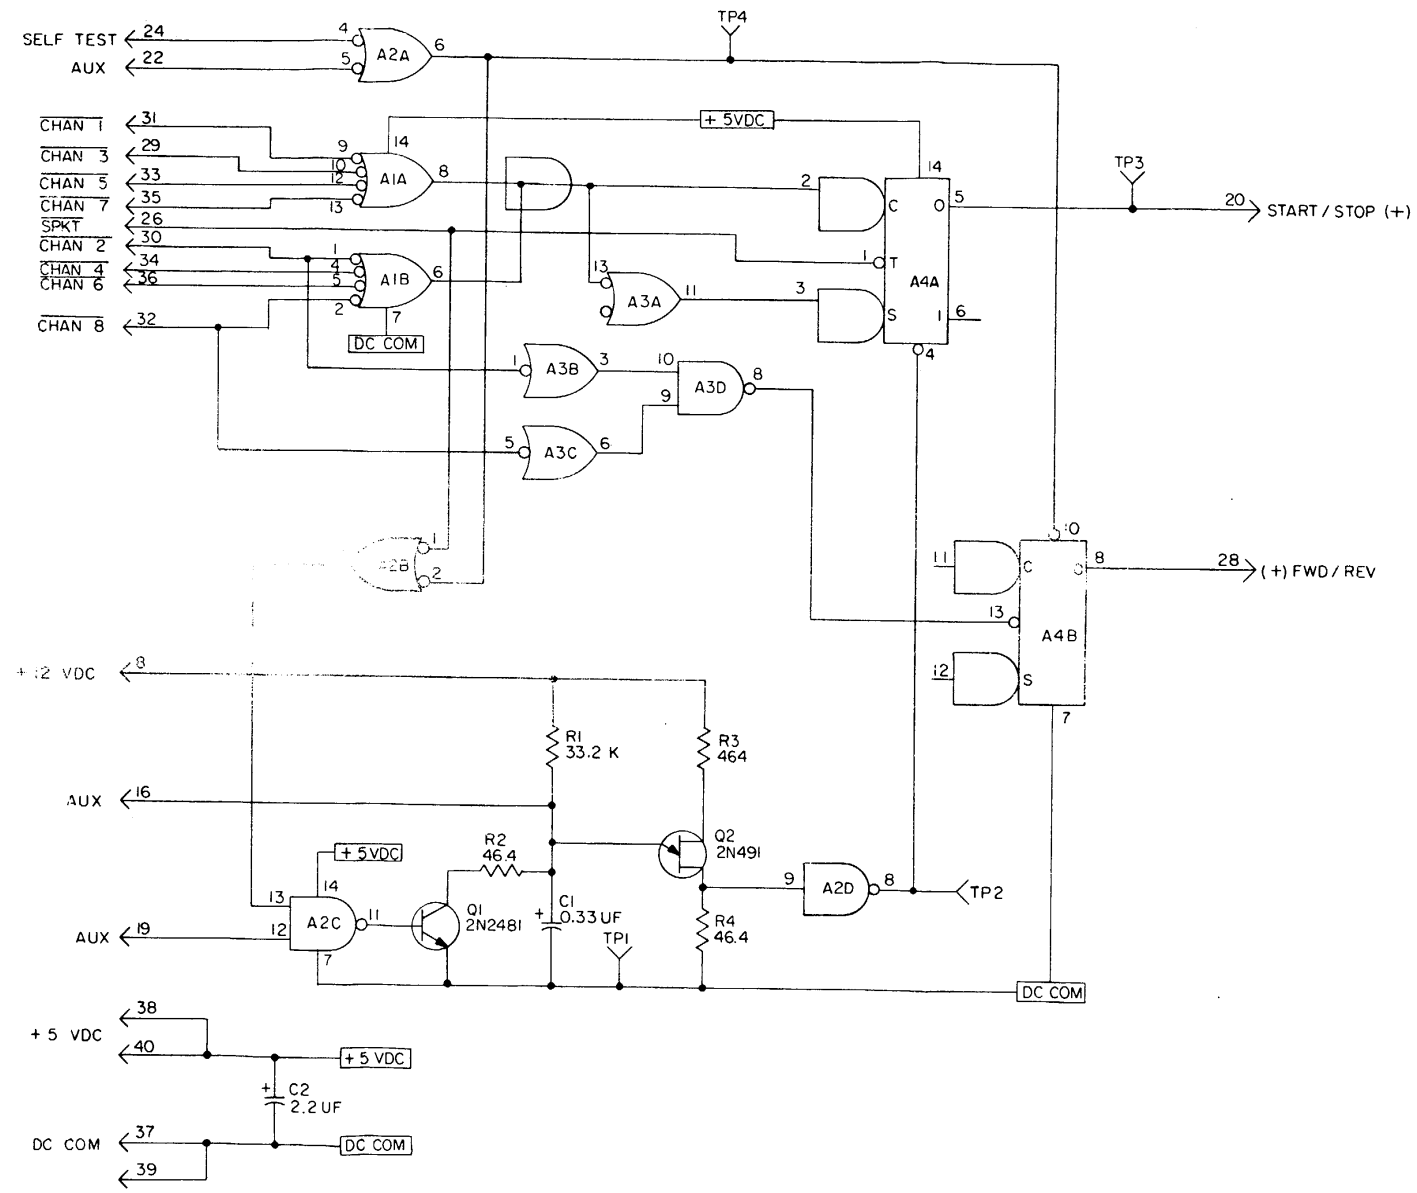 TP4
SELF TEST 24
4
A2A
6
AUX 22
5
CHAN 1 31
+ 5VDC
14
9
CHAN 3 29
10
A1A
8
CHAN 5 33
12
CHAN 7 35
13
SPKT 26
CHAN 2 30
1
CHAN 4 34
4
A1B
6
CHAN 6 36
5
2
CHAN 8 32
7
DC COM
14
2
C
O
5
TP3
20
START/STOP (+)
1
T
A4A
13
A3A
11
3
S
1
6
4
1
A3B
3
10
A3D
8
9
5
A3C
6
1
A2B
2
10
11
C
O
8
28
(+) FWD/REV
13
A4B
12
S
7
+12 VDC 8
R1
33.2 K
R3
464
AUX 16
Q2
2N491
R2
46.4
+ 5VDC
14
13
A2C
11
12
7
AUX 19
Q1
2N2481
+
C1
0.33UF
TP1
9
A2D
8
TP2
R4
46.4
DC COM
38
+ 5 VDC
40
+ 5 VDC
+
C2
2.2UF
DC COM
37
DC COM
39